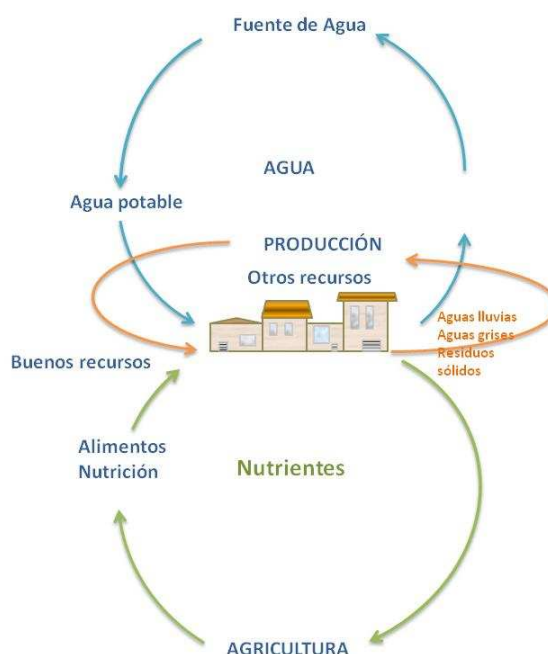 Fuente de Agua
AGUA
Agua potable
PRODUCCIÓN
Otros recursos
Aguas lluvias
Aguas grises
Residuos
sólidos
Buenos recursos
Alimentos
Nutrición
Nutrientes
AGRICULTURA